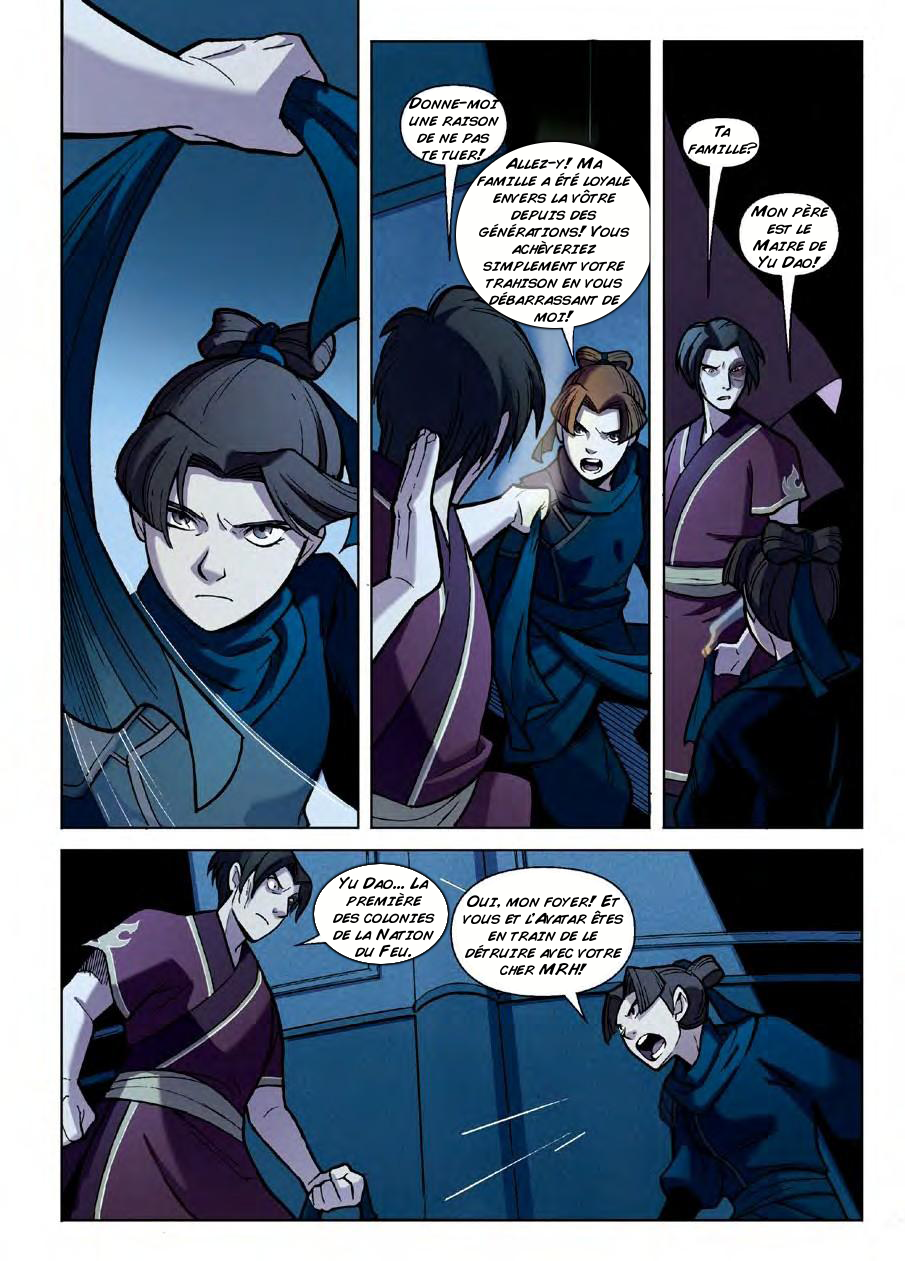 Donne-moi
une raison
de ne pas
te tuer!
Allez-y! Ma
famille a été loyale
envers la vôtre
depuis des
générations! Vous
achèveriez
simplement votre
trahison en vous
débarrassant de
moi!
Ta
famille?
Mon père
est le
Maire de
Yu Dao!
Yu Dao... La
première
des colonies
de la Nation
du Feu.
Oui, mon foyer! Et
vous et l'Avatar êtes
en train de le
détruire avec votre
cher MRH!